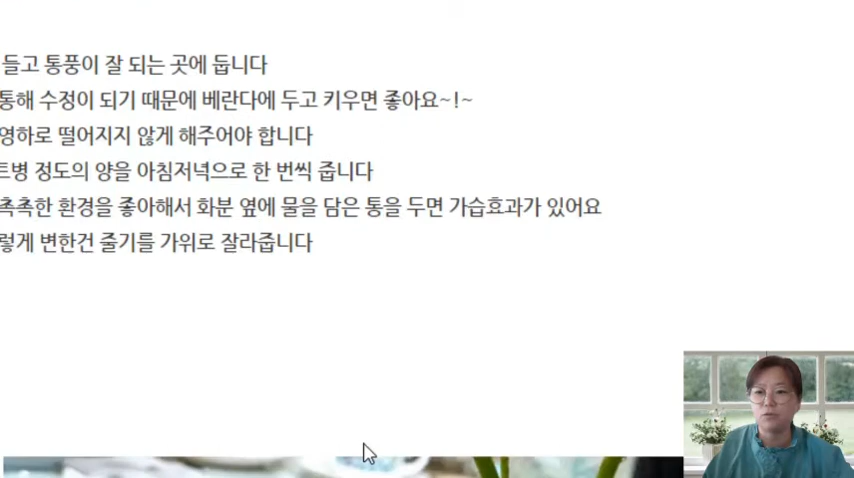 들고 통풍이 잘 되는 곳에 둡니다
통해 수정이 되기 때문에 베란다에 두고 키우면 좋아요~!~
영하로 떨어지지 않게 해주어야 합니다
트병 정도의 양을 아침저녁으로 한 번씩 줍니다
촉촉한 환경을 좋아해서 화분 옆에 물을 담은 통을 두면 가습효과가 있어요
렇게 변한건 줄기를 가위로 잘라줍니다